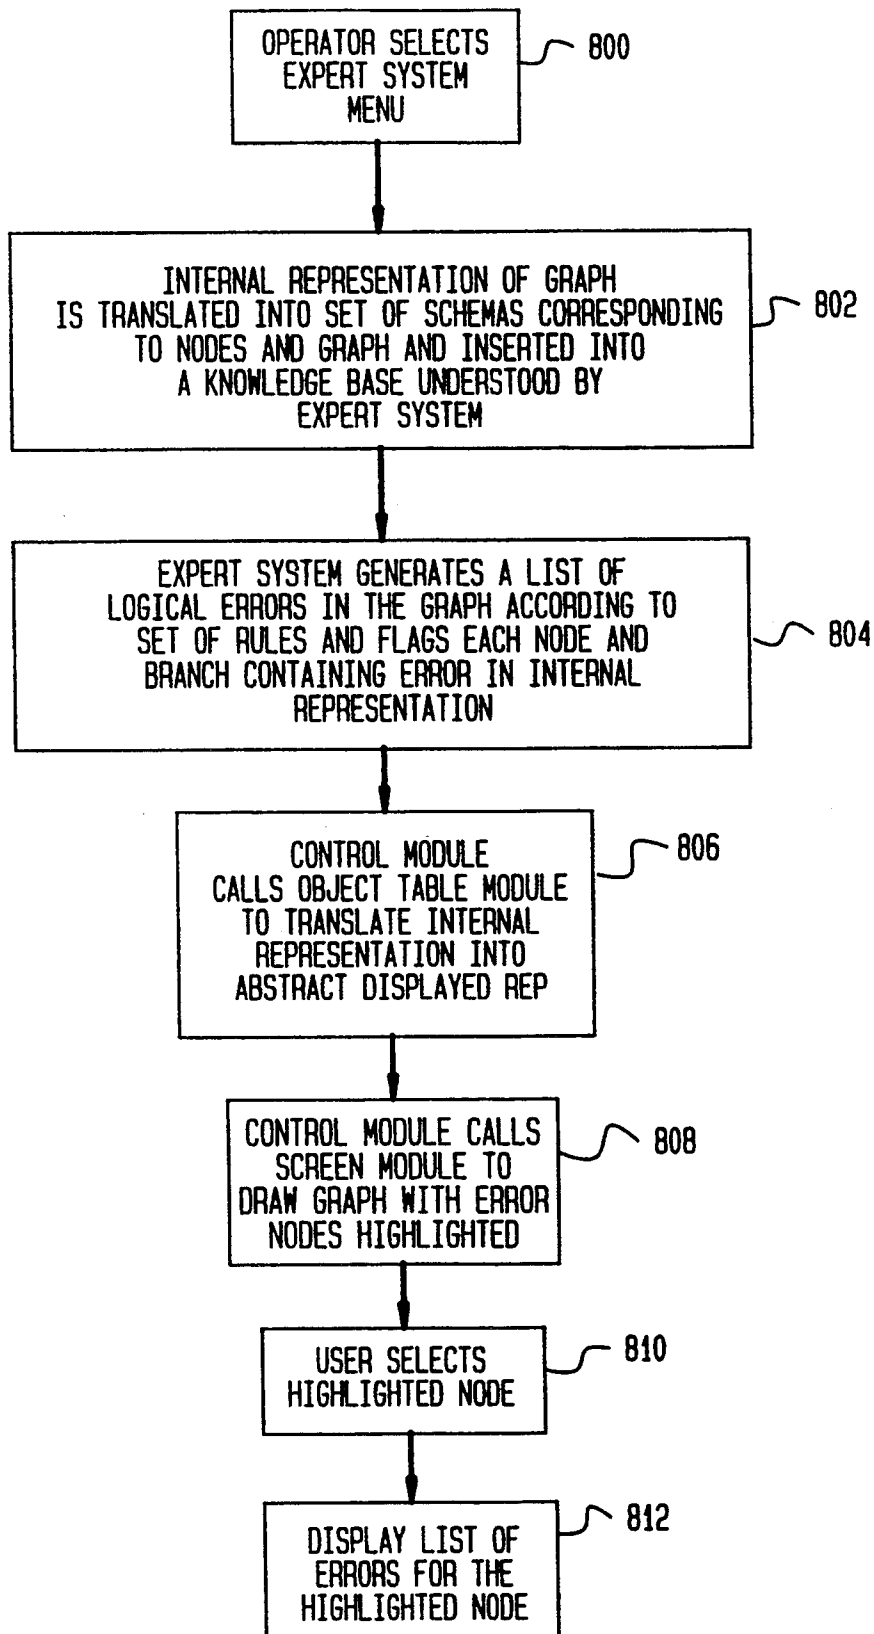 OPERATOR SELECTS
EXPERT SYSTEM
MENU
800
INTERNAL REPRESENTATION OF GRAPH
IS TRANSLATED INTO SET OF SCHEMAS CORRESPONDING
TO NODES AND GRAPH AND INSERTED INTO
A KNOWLEDGE BASE UNDERSTOOD BY
EXPERT SYSTEM
802
EXPERT SYSTEM GENERATES A LIST OF
LOGICAL ERRORS IN THE GRAPH ACCORDING TO
SET OF RULES AND FLAGS EACH NODE AND
BRANCH CONTAINING ERROR IN INTERNAL
REPRESENTATION
804
CONTROL MODULE
CALLS OBJECT TABLE MODULE
TO TRANSLATE INTERNAL
REPRESENTATION INTO
ABSTRACT DISPLAYED REP
806
CONTROL MODULE CALLS
SCREEN MODULE TO
DRAW GRAPH WITH ERROR
NODES HIGHLIGHTED
808
USER SELECTS
HIGHLIGHTED NODE
810
DISPLAY LIST OF
ERRORS FOR THE
HIGHLIGHTED NODE
812